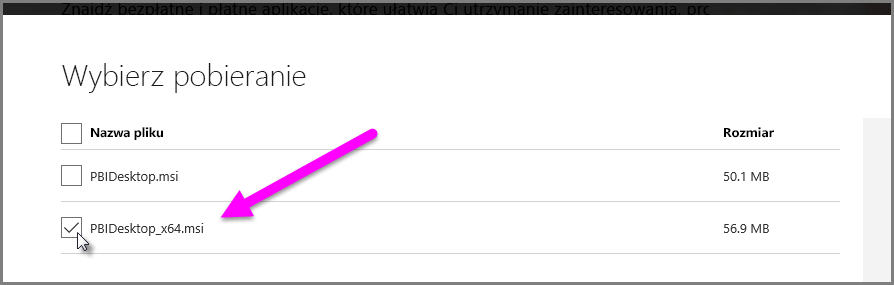 Znajdź bezpłatne i płatne aplikacje, które ułatwią Ci utrzymanie zainteresowania, prc
Wybierz pobieranie
Nazwa pliku Rozmiar
PBIDesktop.msi 50.1 MB
PBIDesktop_x64.msi 56.9 MB